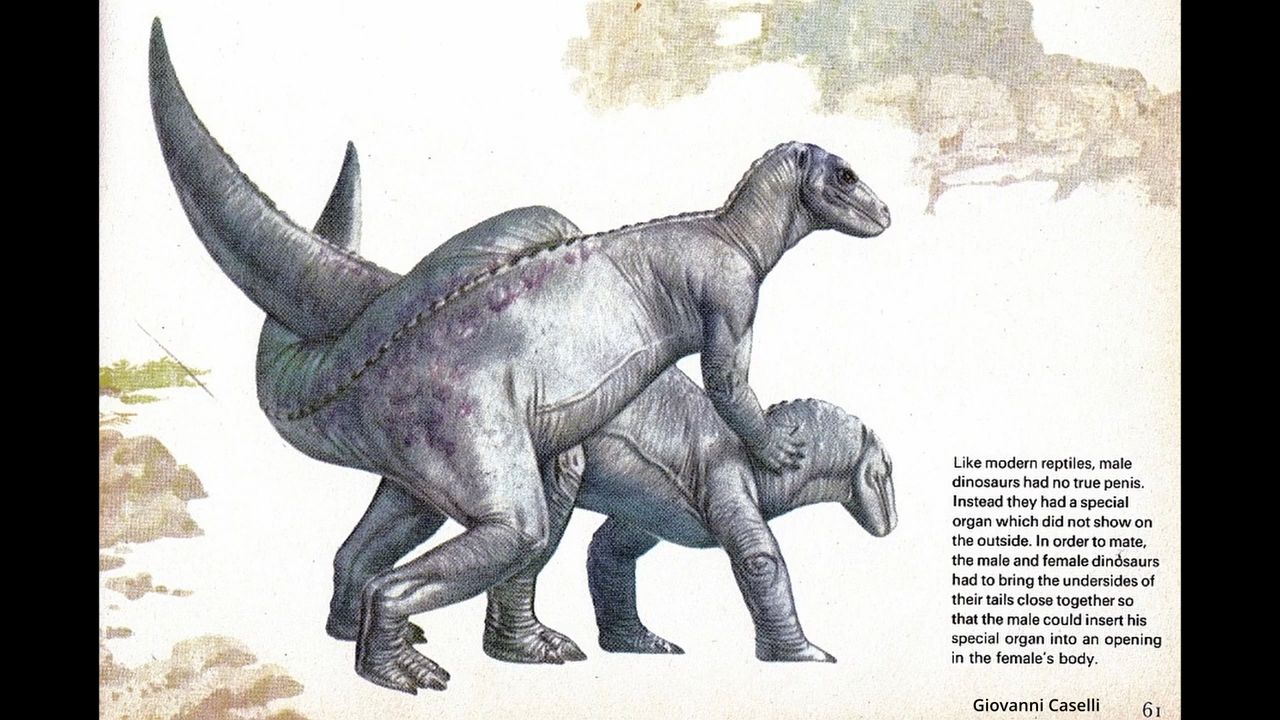 Like modern reptiles, male
dinosaurs had no true penis.
Instead they had a special
organ which did not show on
the outside. In order to mate,
the male and female dinosaurs
had to bring the undersides of
their tails close together so
that the male could insert his
special organ into an opening
in the female's body.
Giovanni Caselli
61